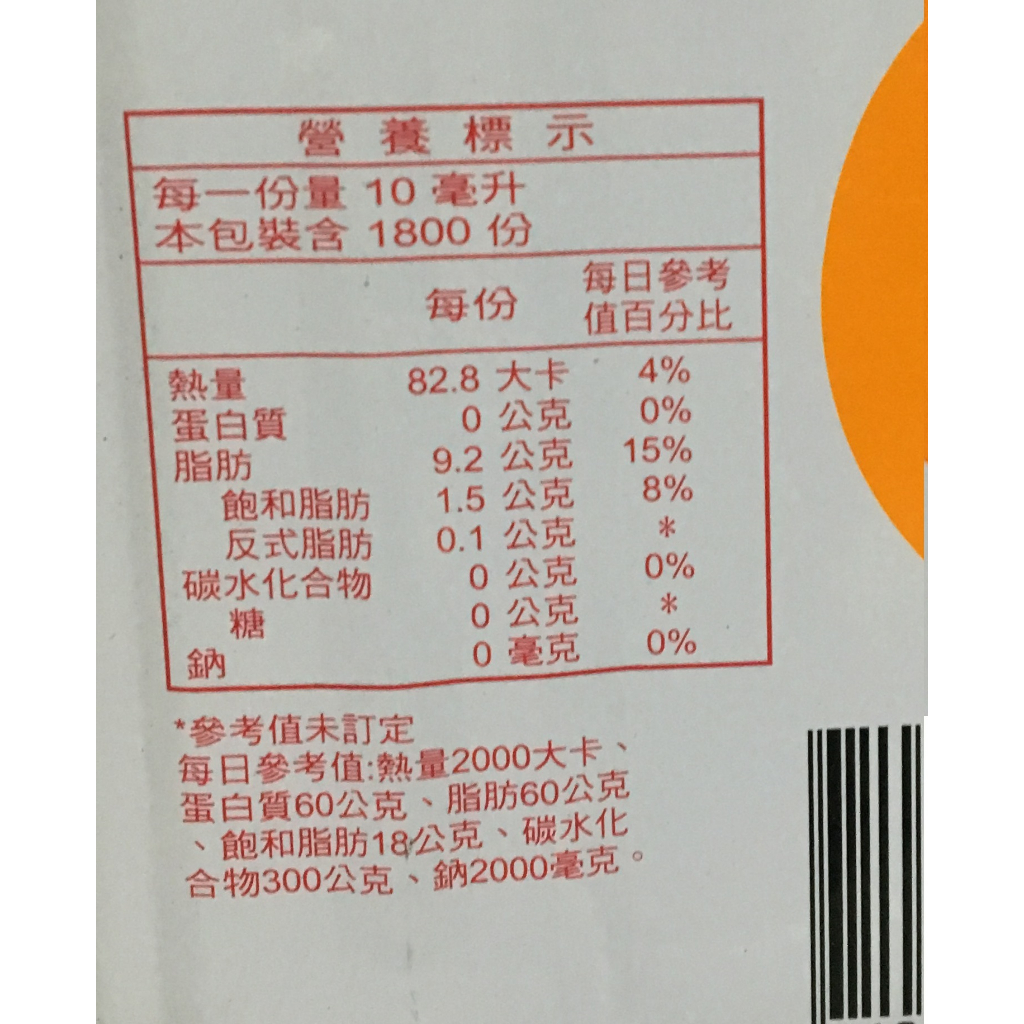 營養標示
每一份量 10 毫升
本包裝含 1800 份
每份 每日參考值百分比
熱量 82.8 大卡 4%
蛋白質 0 公克 0%
脂肪 9.2 公克 15%
飽和脂肪 1.5 公克 8%
反式脂肪 0.1 公克 *
碳水化合物 0 公克 0%
糖 0 公克 *
鈉 0 毫克 0%
*參考值未訂定
每日參考值:熱量2000大卡、
蛋白質60公克、脂肪60公克
、飽和脂肪18公克、碳水化
合物300公克、鈉2000毫克。